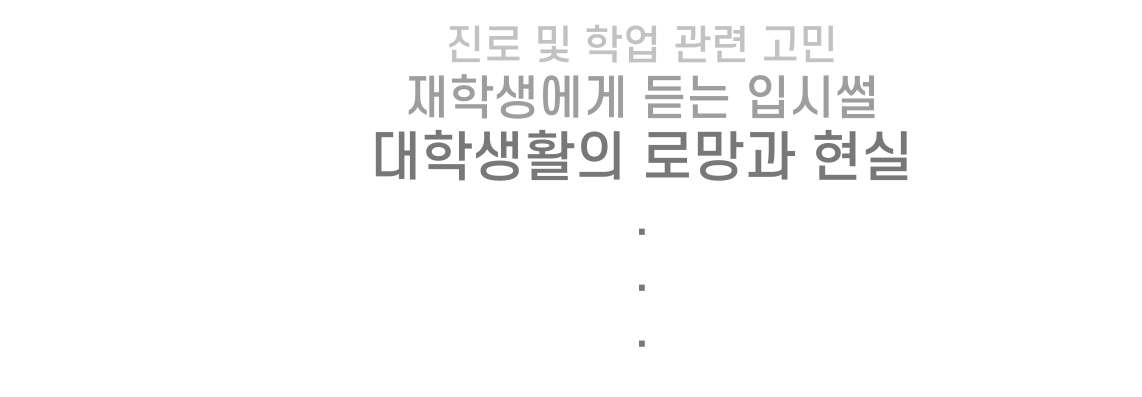 진로 및 학업 관련 고민
재학생에게 듣는 입시썰
대학생활의 로망과 현실
.
.
.